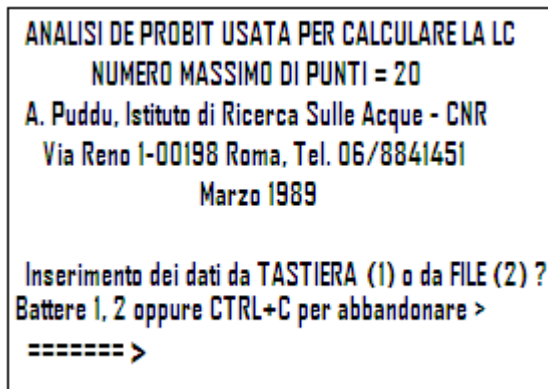 ANALISI DE PROBIT USATA PER CALCULARE LA LC
NUMERO MASSIMO DI PUNTI = 20
A. Puddu, Istituto di Ricerca Sulle Acque - CNR
Via Reno 1-00198 Roma, Tel. 06/8841451
Marzo 1989
Inserimento dei dati da TASTIERA (1) o da FILE (2) ?
Battere 1, 2 oppure CTRL+C per abbandonare >
======= >